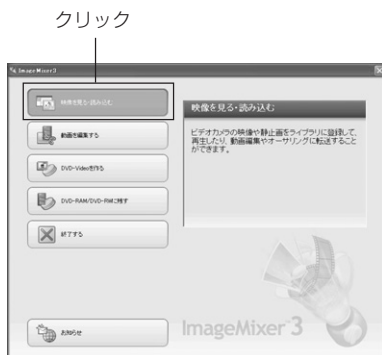 クリック
ImageMixer3
映像を見る・読み込む
映像を見る・読み込む
ビデオカメラの映像や静止画をライブラリに登録して、
再生したり、動画編集やオーサリングに転送すること
ができます。
動画を編集する
DVD-Videoを作る
DVD-RAM/DVD-RWに残す
終了する
お知らせ
ImageMixer 3